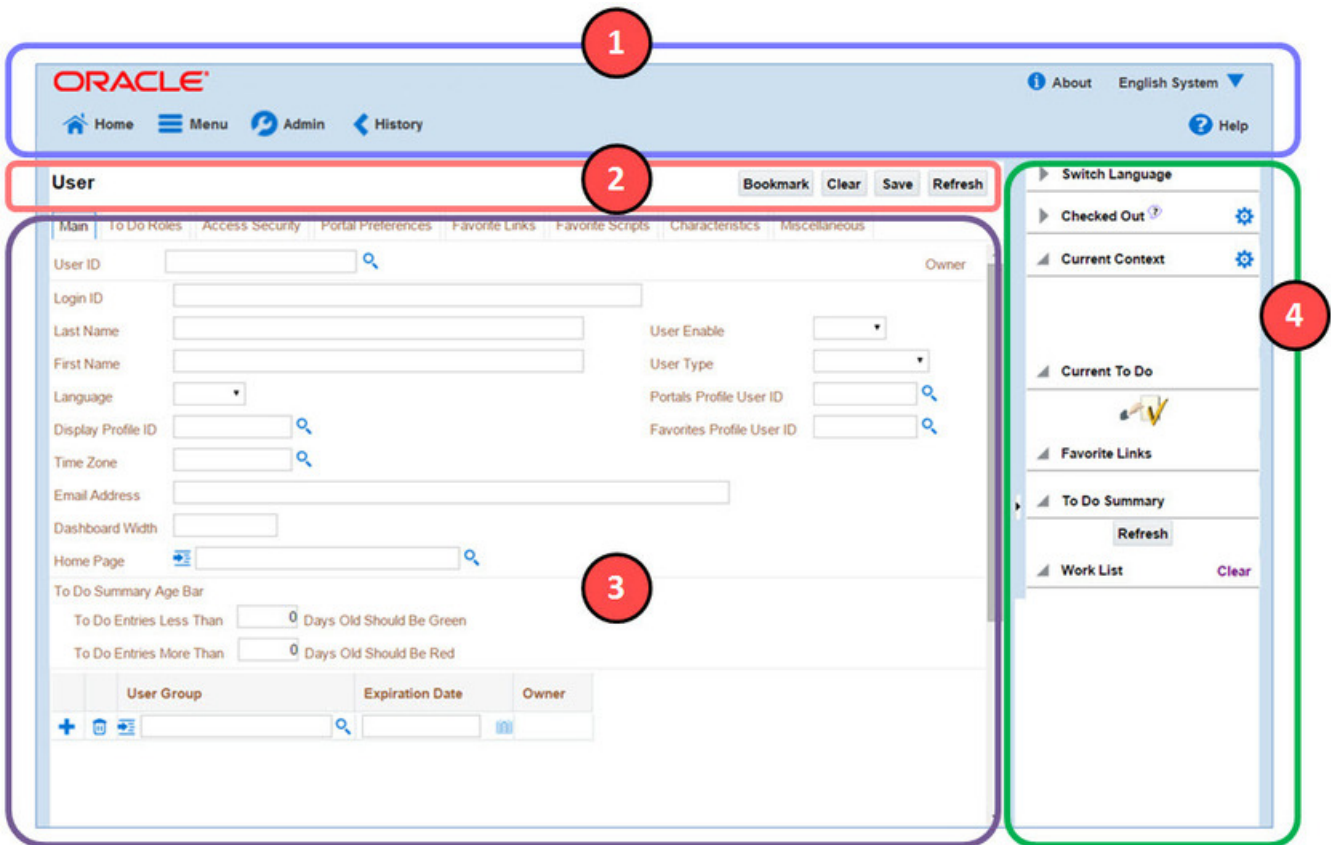 1
ORACLE
About English System
Home Menu Admin History Help
2
User Bookmark Clear Save Refresh
Main To Do Roles Access Security Portal Preferences Favorite Links Favorite Scripts Characteristics Miscellaneous
User ID Owner
Login ID
Last Name User Enable
First Name User Type
Language Portals Profile User ID
Display Profile ID Favorites Profile User ID
Time Zone
Email Address
Dashboard Width
Home Page
3
To Do Summary Age Bar
To Do Entries Less Than 0 Days Old Should Be Green
To Do Entries More Than 0 Days Old Should Be Red
User Group Expiration Date Owner
Switch Language
Checked Out ?
Current Context
4
Current To Do
Favorite Links
To Do Summary
Refresh
Work List Clear